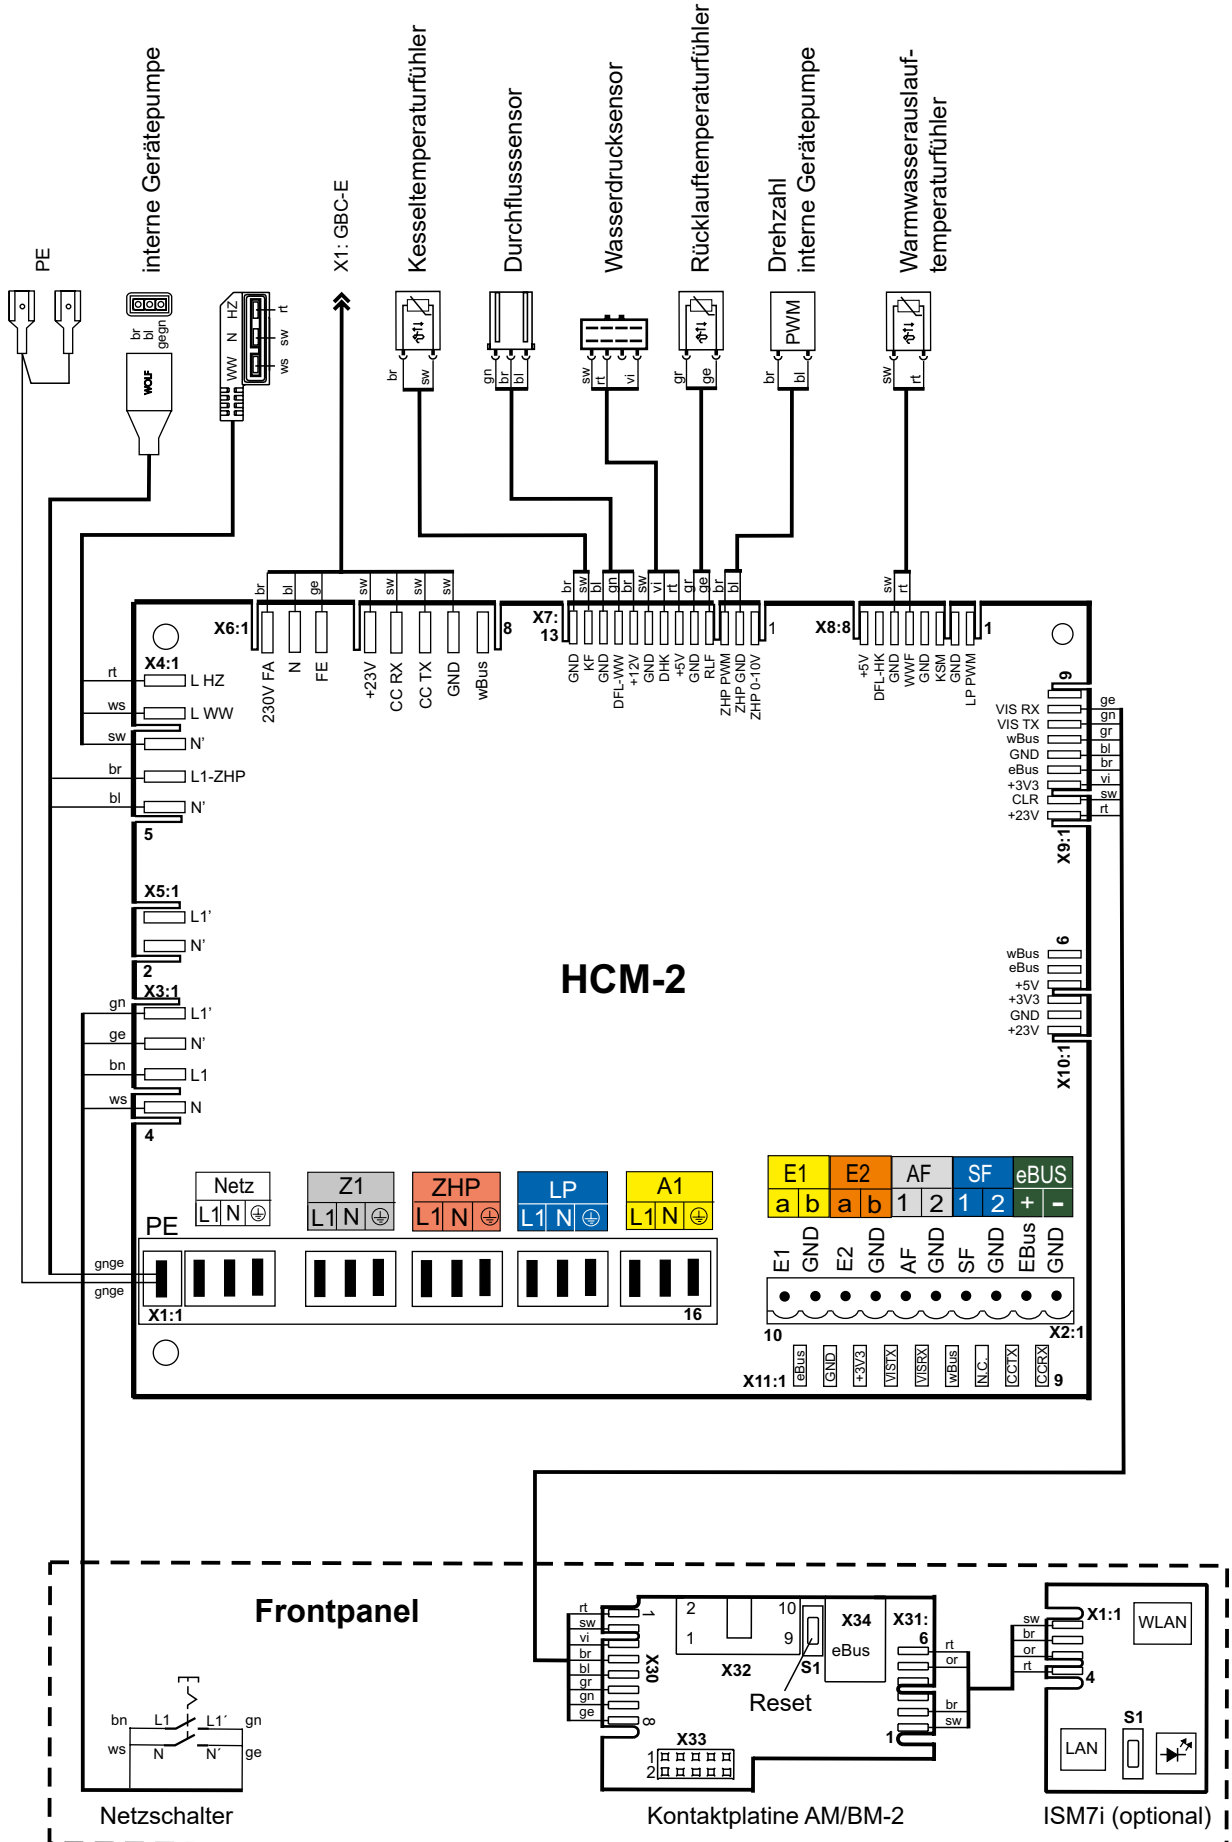 PE
interne Gerätepumpe
X1: GBC-E
Kesseltemperaturfühler
Durchflusssensor
Wasserdrucksensor
Rücklauftemperaturfühler
Drehzahl
interne Gerätepumpe
Warmwasserauslauf-
temperaturfühler
br
bl
gegn
WOLF
WW N HZ
ws sw rt
br sw
gn br bl
sw rt vi
gr ge
PWM
br bl
sw rt
br bl ge sw sw sw sw
br sw bl gn br sw vi rt gr ge br bl
sw rt
X6:1
8
X7:
13
1
X8:8
1
230V FA
N
FE
+23V
CC RX
CC TX
GND
wBus
GND
KF
GND
DFL-WW
+12V
GND
DHK
+5V
GND
RLF
ZHP PWM
ZHP GND
ZHP 0-10V
+5V
DFL-HK
GND
WWF
GND
KSM
GND
LP PWM
X4:1
rt L HZ
ws L WW
sw N'
br L1-ZHP
bl N'
5
X5:1
L1'
N'
2
X3:1
gn L1'
ge N'
bn L1
ws N
4
9
VIS RX ge
VIS TX gn
wBus gr
GND bl
eBus br
+3V3 vi
CLR sw
+23V rt
X9:1
HCM-2
6
wBus
eBus
+5V
+3V3
GND
+23V
X10:1
Netz
L1 N
Z1
L1 N
ZHP
L1 N
LP
L1 N
A1
L1 N
PE
gnge
gnge
X1:1
16
E1 E2 AF SF eBUS
a b a b 1 2 1 2 + -
E1
GND
E2
GND
AF
GND
SF
GND
EBus
GND
10
X2:1
X11:1
eBus
GND
+3V3
VISTX
VISRX
wBus
N.C.
CCTX
CCRX
9
Frontpanel
bn L1 L1´ gn
ws N N´ ge
Netzschalter
rt
sw
vi
br
bl
gr
gn
ge
1
X30
8
2 10
1 9
X32
S1
Reset
X34
eBus
X31:
6
rt
or
br
sw
1
X33
1
2
Kontaktplatine AM/BM-2
sw
br
or
rt
X1:1
4
WLAN
S1
LAN
ISM7i (optional)